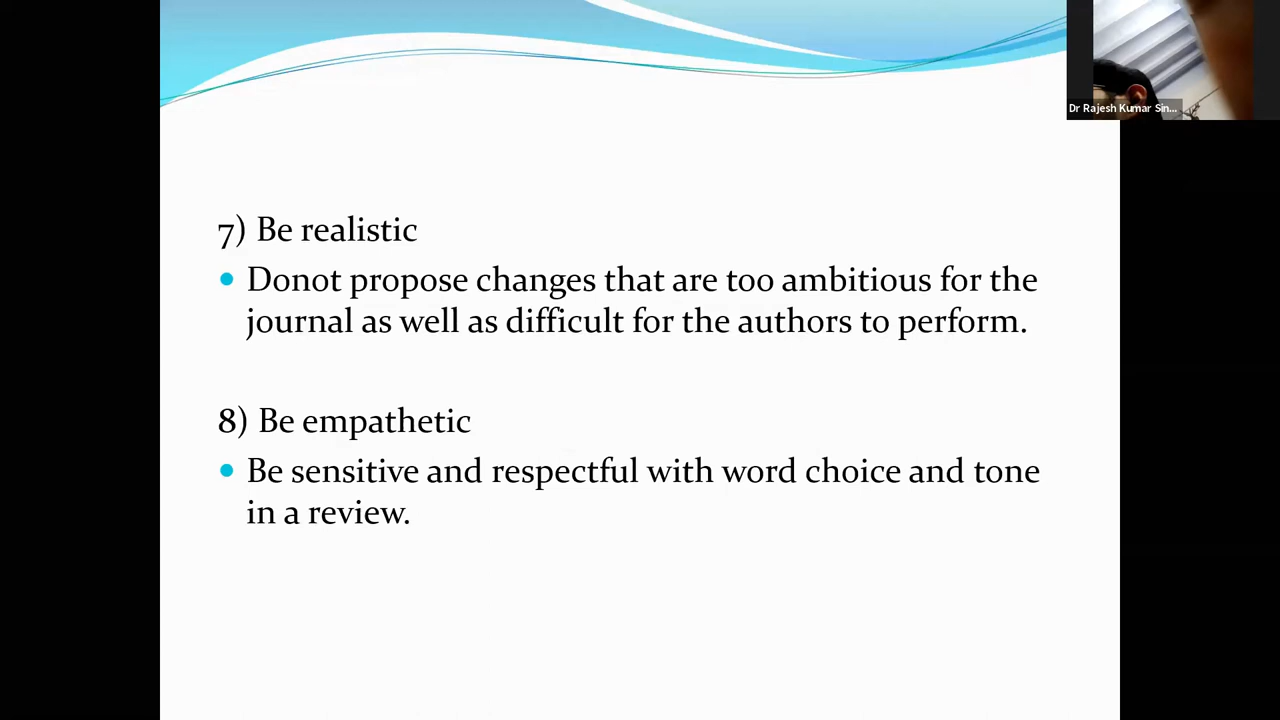 Dr Rajesh Kumar Sin...
7) Be realistic
• Donot propose changes that are too ambitious for the
journal as well as difficult for the authors to perform.
8) Be empathetic
• Be sensitive and respectful with word choice and tone
in a review.